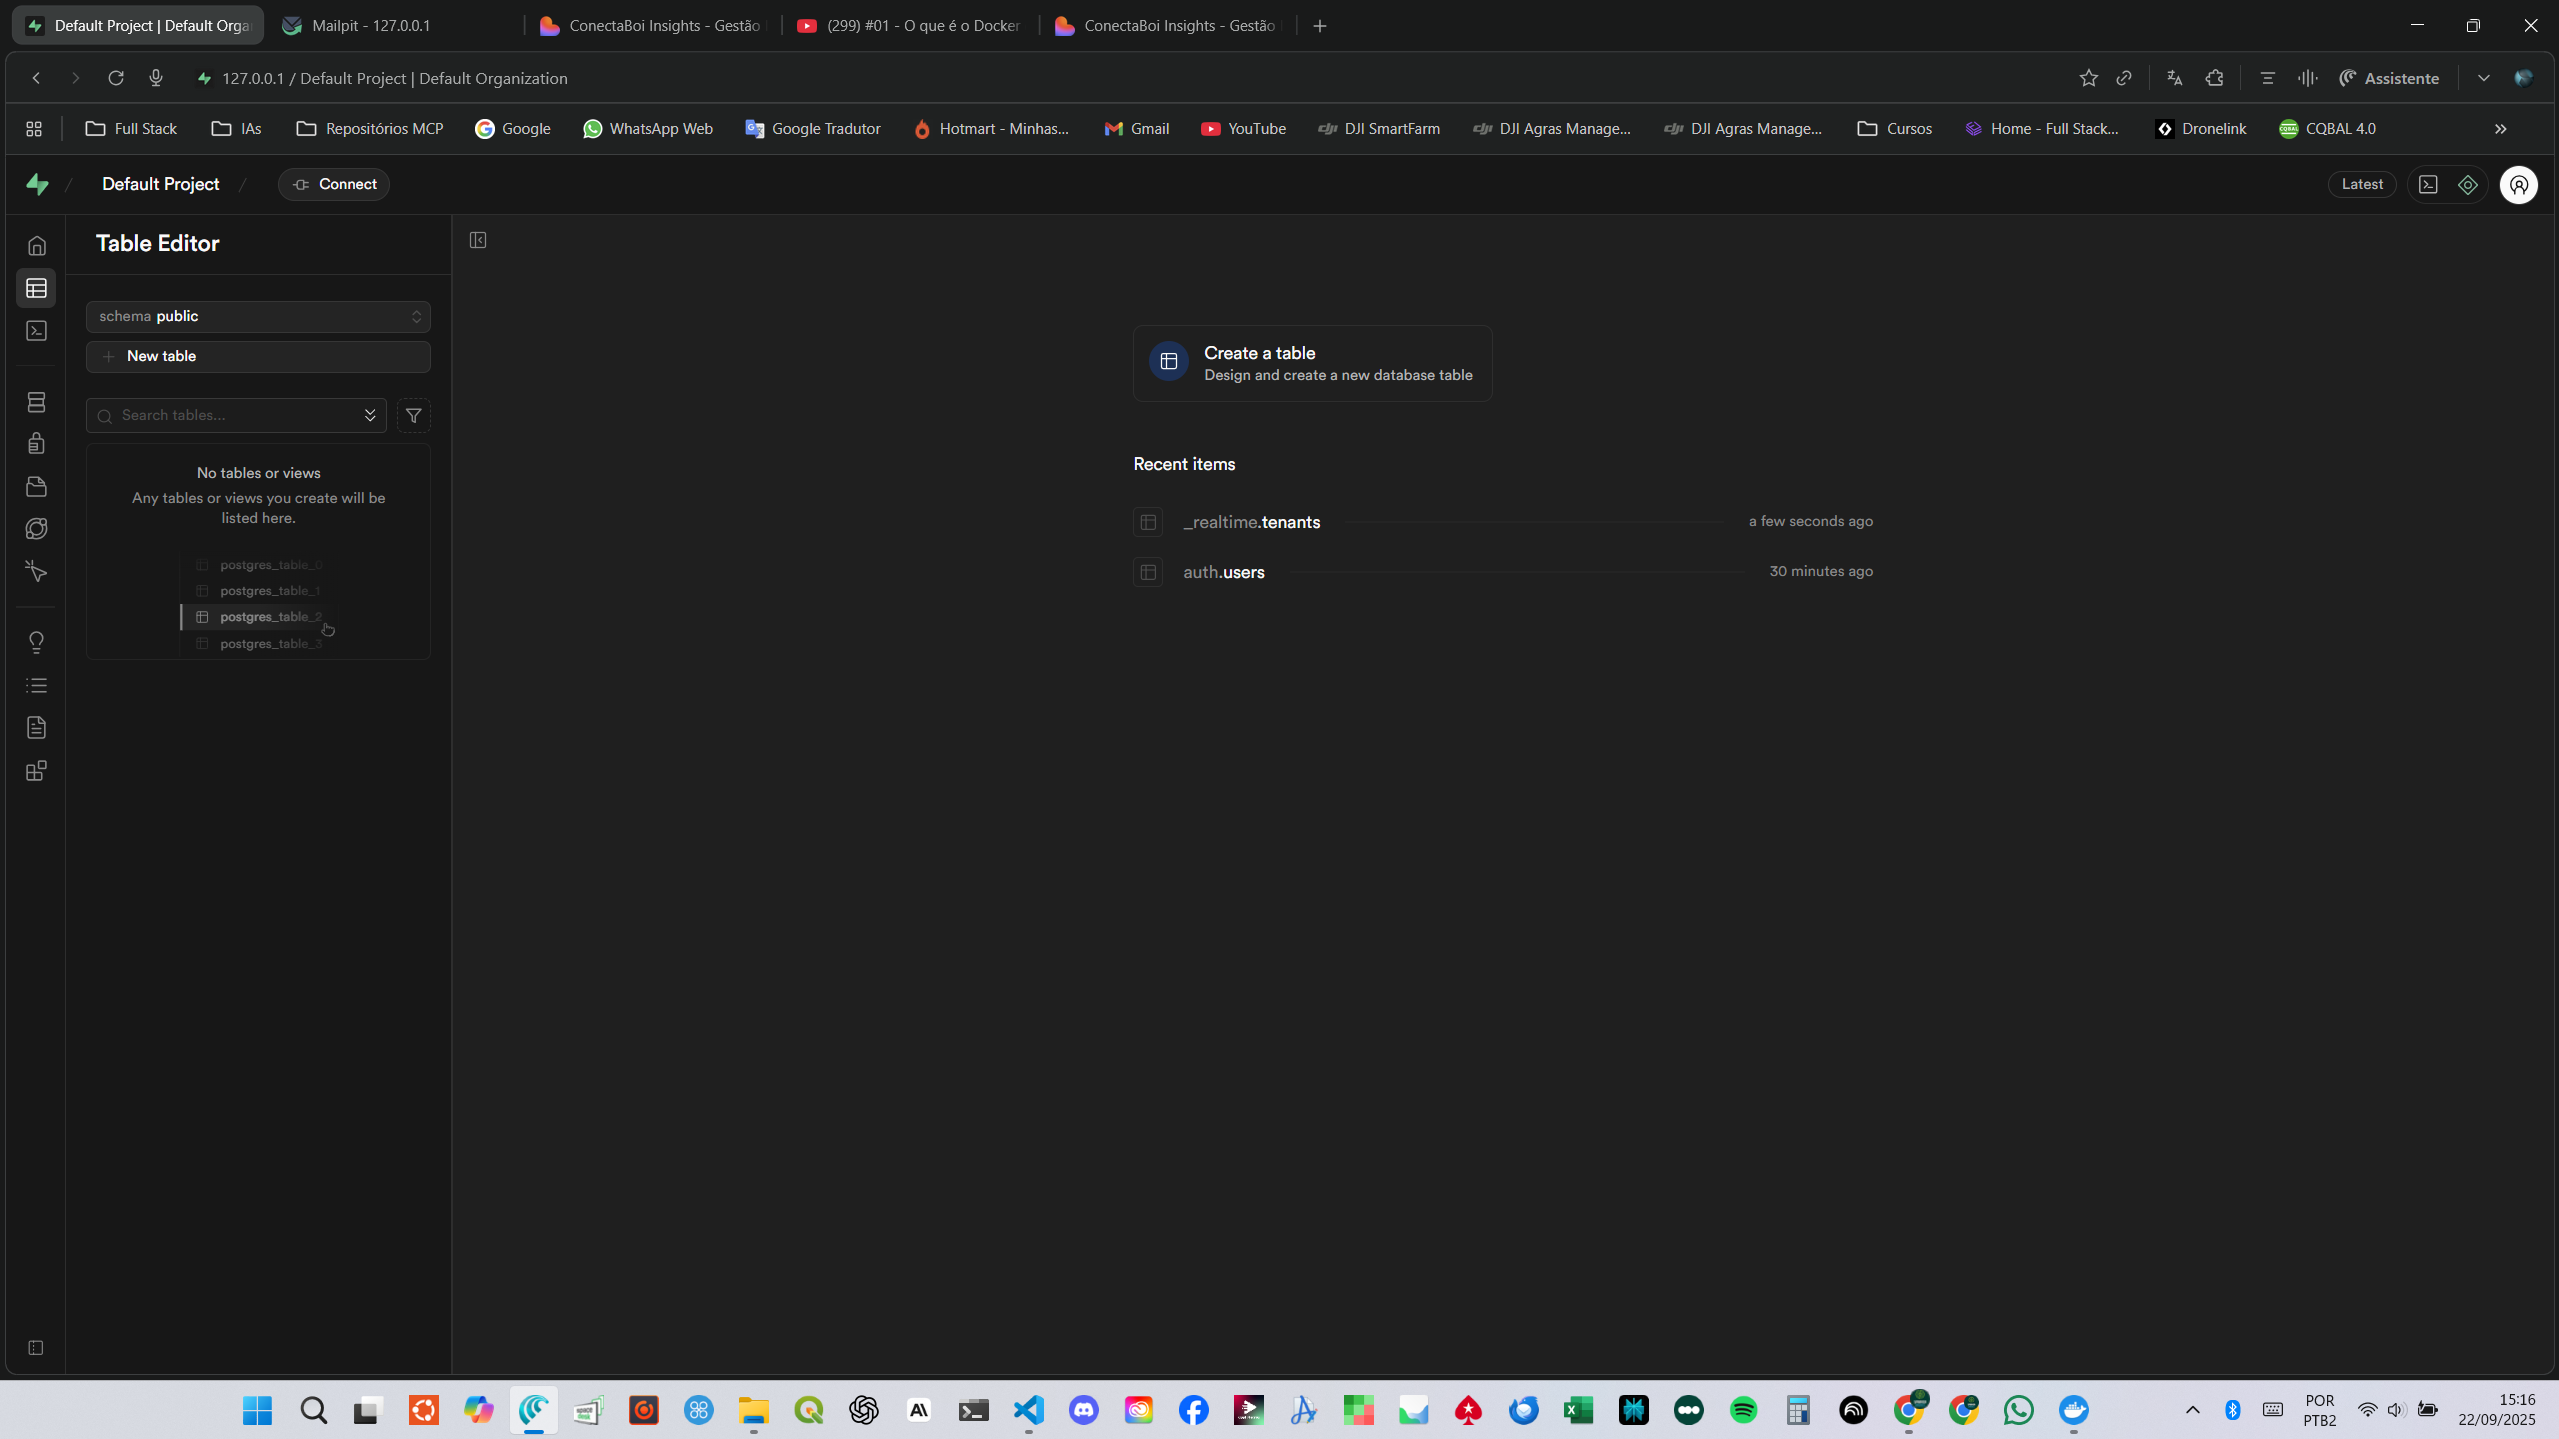 Default Project | Default Orga
Mailpit - 127.0.0.1
ConectaBoi Insights - Gestão
(299) #01 - O que é o Docker
ConectaBoi Insights - Gestão
127.0.0.1 / Default Project | Default Organization
Assistente
Full Stack
IAs
Repositórios MCP
Google
WhatsApp Web
Google Tradutor
Hotmart - Minhas...
Gmail
YouTube
DJI SmartFarm
DJI Agras Manage...
DJI Agras Manage...
Cursos
Home - Full Stack...
Dronelink
CQBAL 4.0
Default Project
Connect
Latest
Table Editor
schema public
New table
Search tables...
No tables or views
Any tables or views you create will be
listed here.
postgres_table_0
postgres_table_1
postgres_table_2
postgres_table_3
Create a table
Design and create a new database table
Recent items
_realtime.tenants
a few seconds ago
auth.users
30 minutes ago
POR
PTB2
15:16
22/09/2025